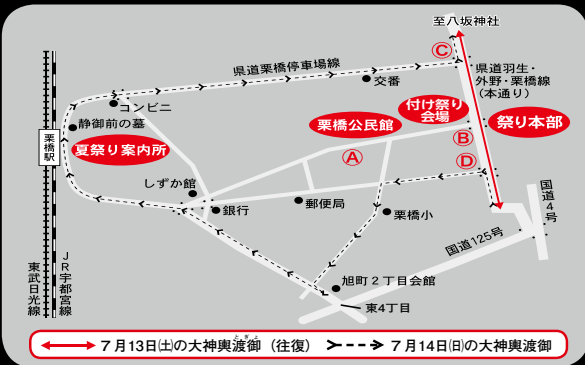 至八坂神社
Ⓒ
県道栗橋停車場線
県道羽生・
外野・栗橋線
(本通り)
交番
コンビニ
付け祭り
会場
祭り本部
静御前の墓
栗橋公民館
栗橋駅
夏祭り案内所
Ⓐ
Ⓑ
Ⓓ
しずか館
銀行
郵便局
栗橋小
国道4号
国道125号
JR宇都宮線
東武日光線
旭町2丁目会館
東4丁目
7月13日㈯の大神輿渡御(往復)
とぎょ
7月14日㈰の大神輿渡御